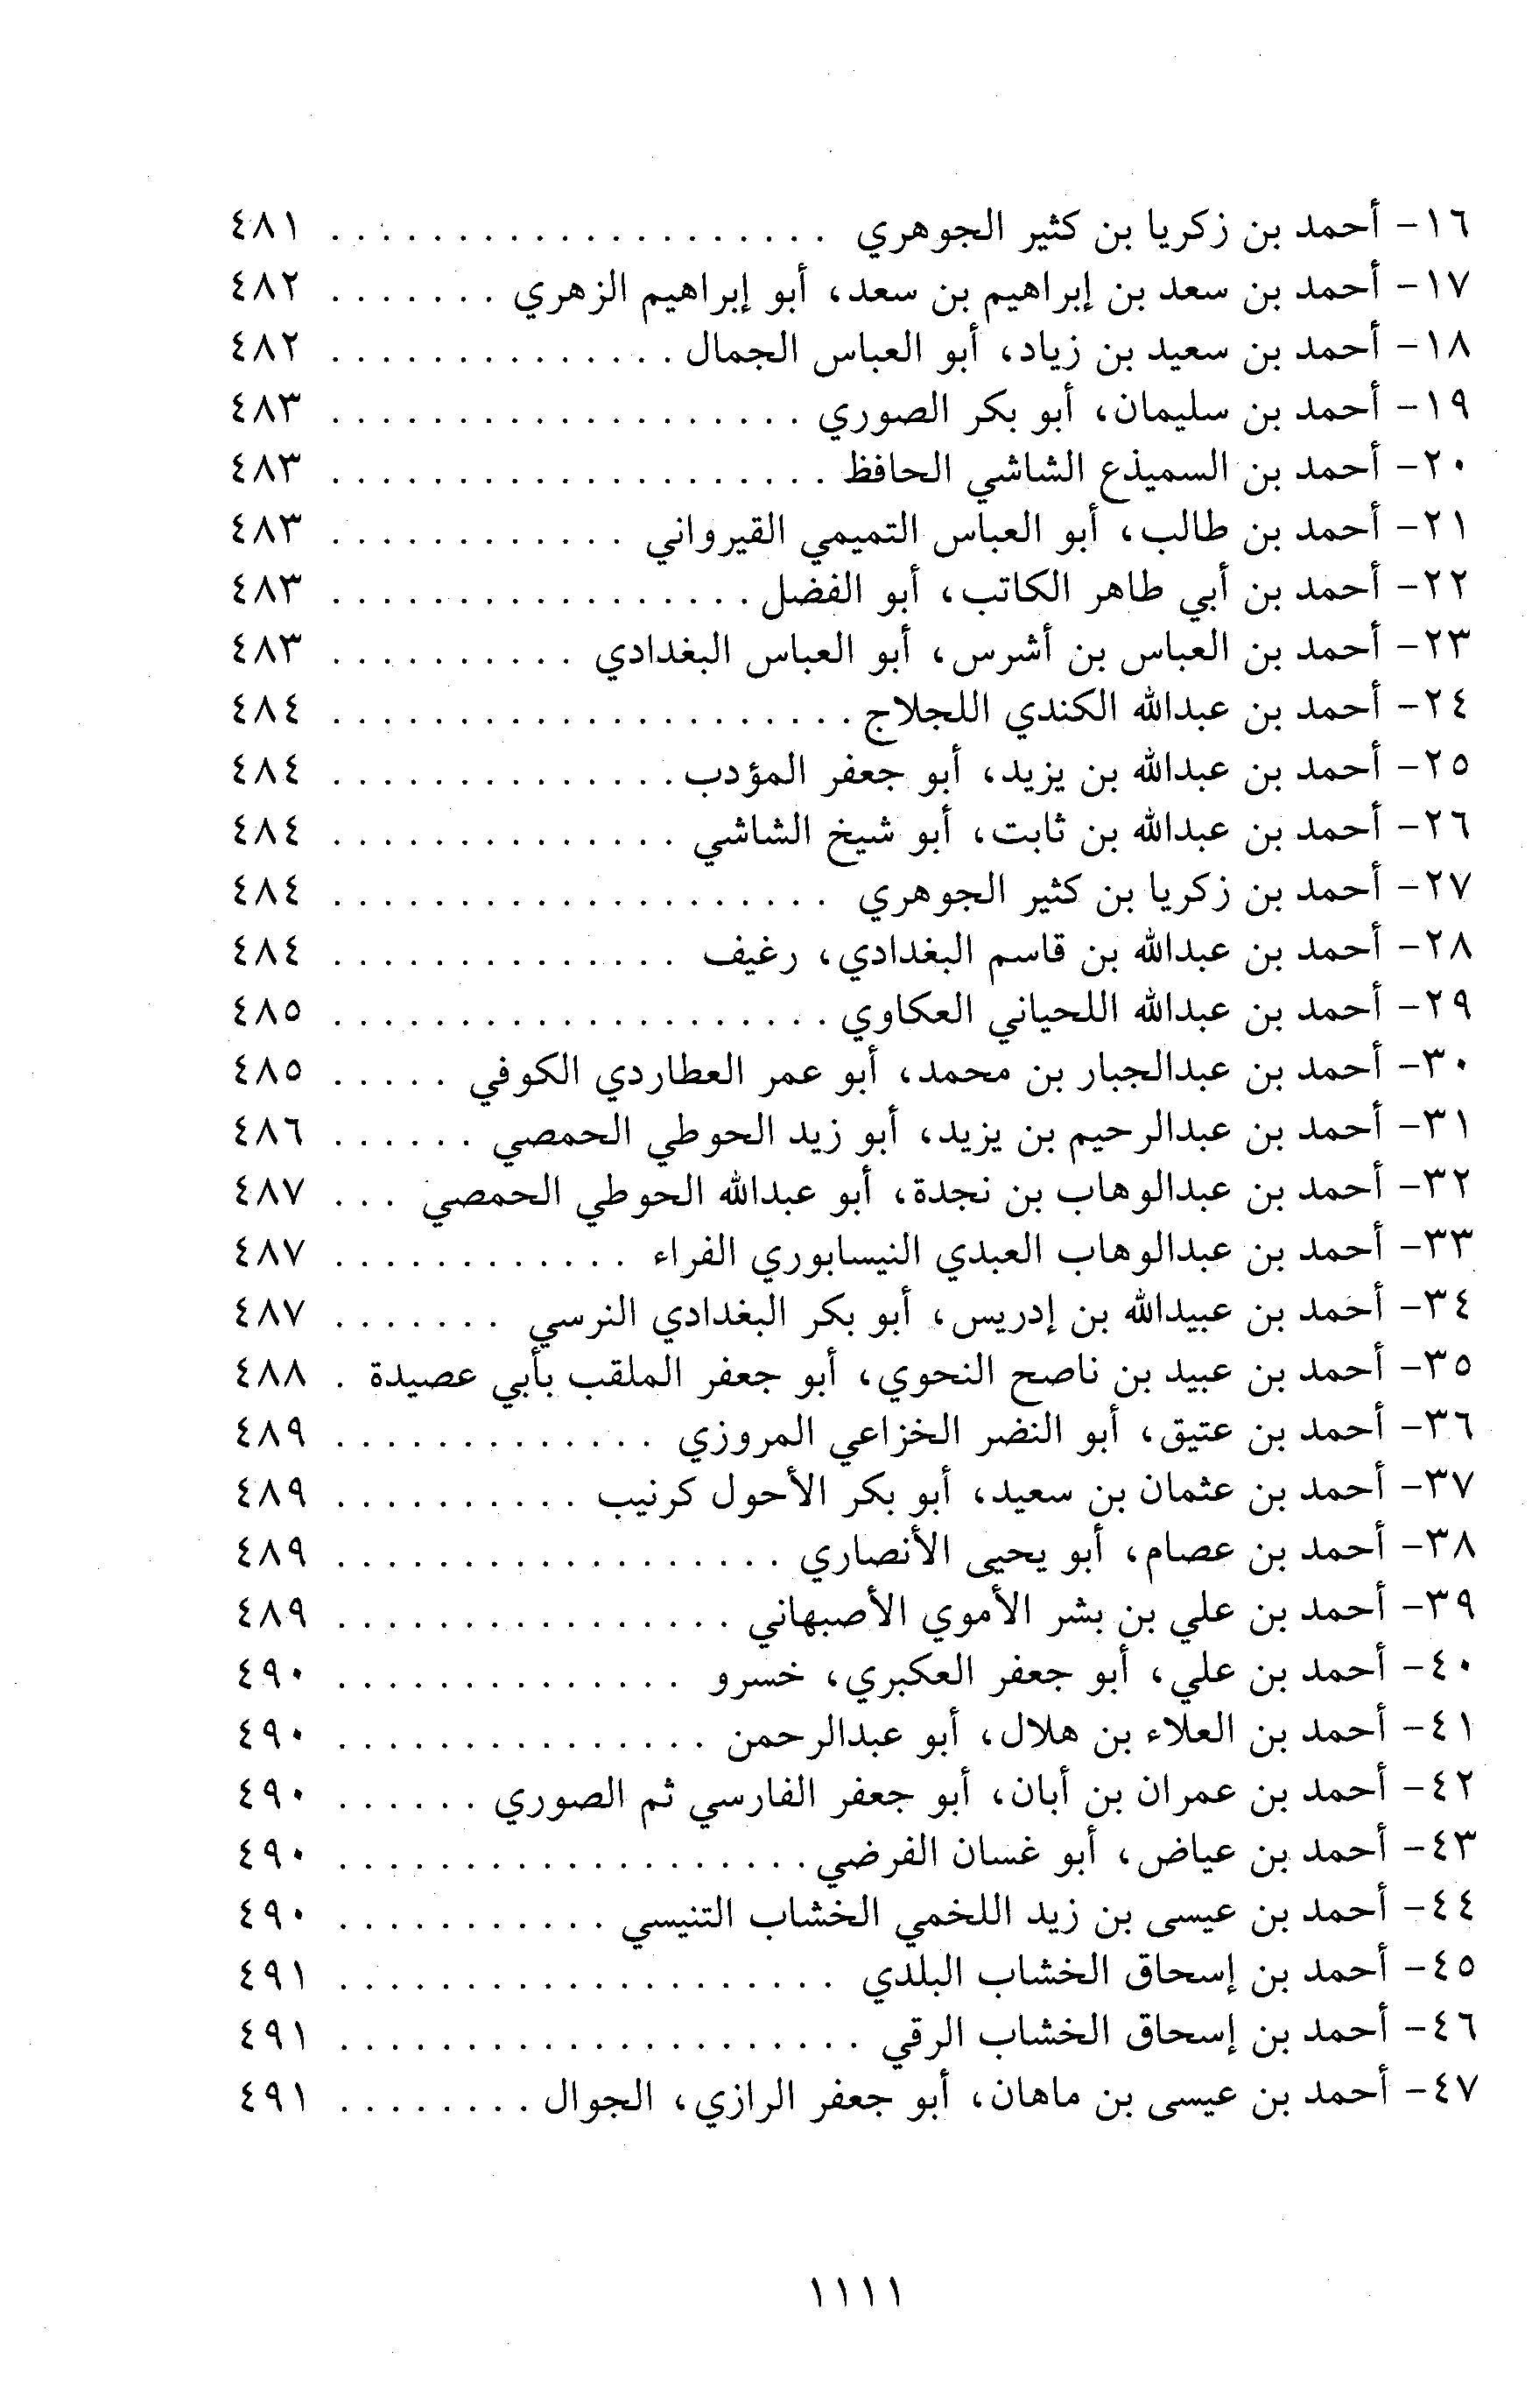 ١٦- أحمد بن زكريا بن كثير الجوهري . . . . . . . . . . . . . . . . . . . . ٤٨١
١٧- أحمد بن سعد بن إبراهيم بن سعد، أبو إبراهيم الزهري . . . . . . . ٤٨٢
١٨- أحمد بن سعيد بن زياد، أبو العباس الجمال . . . . . . . . . . . . . . ٤٨٢
١٩- أحمد بن سليمان، أبو بكر الصوري . . . . . . . . . . . . . . . . . . . ٤٨٣
٢٠- أحمد بن السميذع الشاشي الحافظ . . . . . . . . . . . . . . . . . . . . ٤٨٣
٢١- أحمد بن طالب، أبو العباس التميمي القيرواني . . . . . . . . . . . . ٤٨٣
٢٢- أحمد بن أبي طاهر الكاتب، أبو الفضل . . . . . . . . . . . . . . . . . ٤٨٣
٢٣- أحمد بن العباس بن أشرس، أبو العباس البغدادي . . . . . . . . . . ٤٨٣
٢٤- أحمد بن عبدالله الكندي اللجلاج . . . . . . . . . . . . . . . . . . . . . ٤٨٤
٢٥- أحمد بن عبدالله بن يزيد، أبو جعفر المؤدب . . . . . . . . . . . . . . ٤٨٤
٢٦- أحمد بن عبدالله بن ثابت، أبو شيخ الشاشي . . . . . . . . . . . . . . ٤٨٤
٢٧- أحمد بن زكريا بن كثير الجوهري . . . . . . . . . . . . . . . . . . . . ٤٨٤
٢٨- أحمد بن عبدالله بن قاسم البغدادي، رغيف . . . . . . . . . . . . . . ٤٨٤
٢٩- أحمد بن عبدالله اللحياني العكاوي . . . . . . . . . . . . . . . . . . . . ٤٨٥
٣٠- أحمد بن عبدالجبار بن محمد، أبو عمر العطاردي الكوفي . . . . . ٤٨٥
٣١- أحمد بن عبدالرحيم بن يزيد، أبو زيد الحوطي الحمصي . . . . . . ٤٨٦
٣٢- أحمد بن عبدالوهاب بن نجدة، أبو عبدالله الحوطي الحمصي . . . ٤٨٧
٣٣- أحمد بن عبدالوهاب العبدي النيسابوري الفراء . . . . . . . . . . . . ٤٨٧
٣٤- أحمد بن عبيدالله بن إدريس، أبو بكر البغدادي النرسي . . . . . . . ٤٨٧
٣٥- أحمد بن عبيد بن ناصح النحوي، أبو جعفر الملقب بأبي عصيدة . ٤٨٨
٣٦- أحمد بن عتيق، أبو النضر الخزاعي المروزي . . . . . . . . . . . . . ٤٨٩
٣٧- أحمد بن عثمان بن سعيد، أبو بكر الأحول كرنيب . . . . . . . . . . ٤٨٩
٣٨- أحمد بن عصام، أبو يحيى الأنصاري . . . . . . . . . . . . . . . . . . ٤٨٩
٣٩- أحمد بن علي بن بشر الأموي الأصبهاني . . . . . . . . . . . . . . . . ٤٨٩
٤٠- أحمد بن علي، أبو جعفر العكبري، خسرو . . . . . . . . . . . . . . ٤٩٠
٤١- أحمد بن العلاء بن هلال، أبو عبدالرحمن . . . . . . . . . . . . . . . ٤٩٠
٤٢- أحمد بن عمران بن أبان، أبو جعفر الفارسي ثم الصوري . . . . . . ٤٩٠
٤٣- أحمد بن عياض، أبو غسان الفرضي . . . . . . . . . . . . . . . . . . . ٤٩٠
٤٤- أحمد بن عيسى بن زيد اللخمي الخشاب التنيسي . . . . . . . . . . . ٤٩٠
٤٥- أحمد بن إسحاق الخشاب البلدي . . . . . . . . . . . . . . . . . . . . ٤٩١
٤٦- أحمد بن إسحاق الخشاب الرقي . . . . . . . . . . . . . . . . . . . . . ٤٩١
٤٧- أحمد بن عيسى بن ماهان، أبو جعفر الرازي، الجوال . . . . . . . . ٤٩١
١١١١